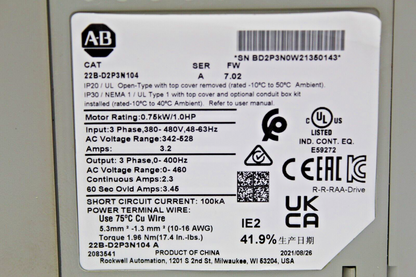 A-B
*SN BD2P3N0W21350143*
CAT SER FW
22B-D2P3N104 A 7.02
IP20 / UL Open-Type with top cover removed (rated -10°C to 50°C Ambient).
IP30 / NEMA 1 / UL Type 1 with top cover and optional conduit box kit
installed (rated-10°C to 40°C Ambient). Refer to user manual.
Motor Rating:0.75kW/1.0HP
Input:3 Phase,380- 480V,48-63Hz
AC Voltage Range: 342-528
Amps: 3.2
Output: 3 Phase, 0- 400Hz
AC Voltage Range: 0- 460
Continuous Amps: 2.3
60 Sec Ovld Amps: 3.45
SHORT CIRCUIT CURRENT: 100kA
POWER TERMINAL WIRE:
Use 75°C Cu Wire
5.3mm² -1.3 mm² (10-16 AWG)
Torque 1.96 Nm(17.4 in.-lbs.)
22B-D2P3N104 A
2083541
Rockwell Automation, 1201 S 2nd St, Milwaukee, WI 53204, USA
c UL US
LISTED
IND. CONT. EQ.
E59272
CE EAC KC
R-R-RAA-Drive
UK
CA
IE2
41.9% 生产日期
2021/08/26